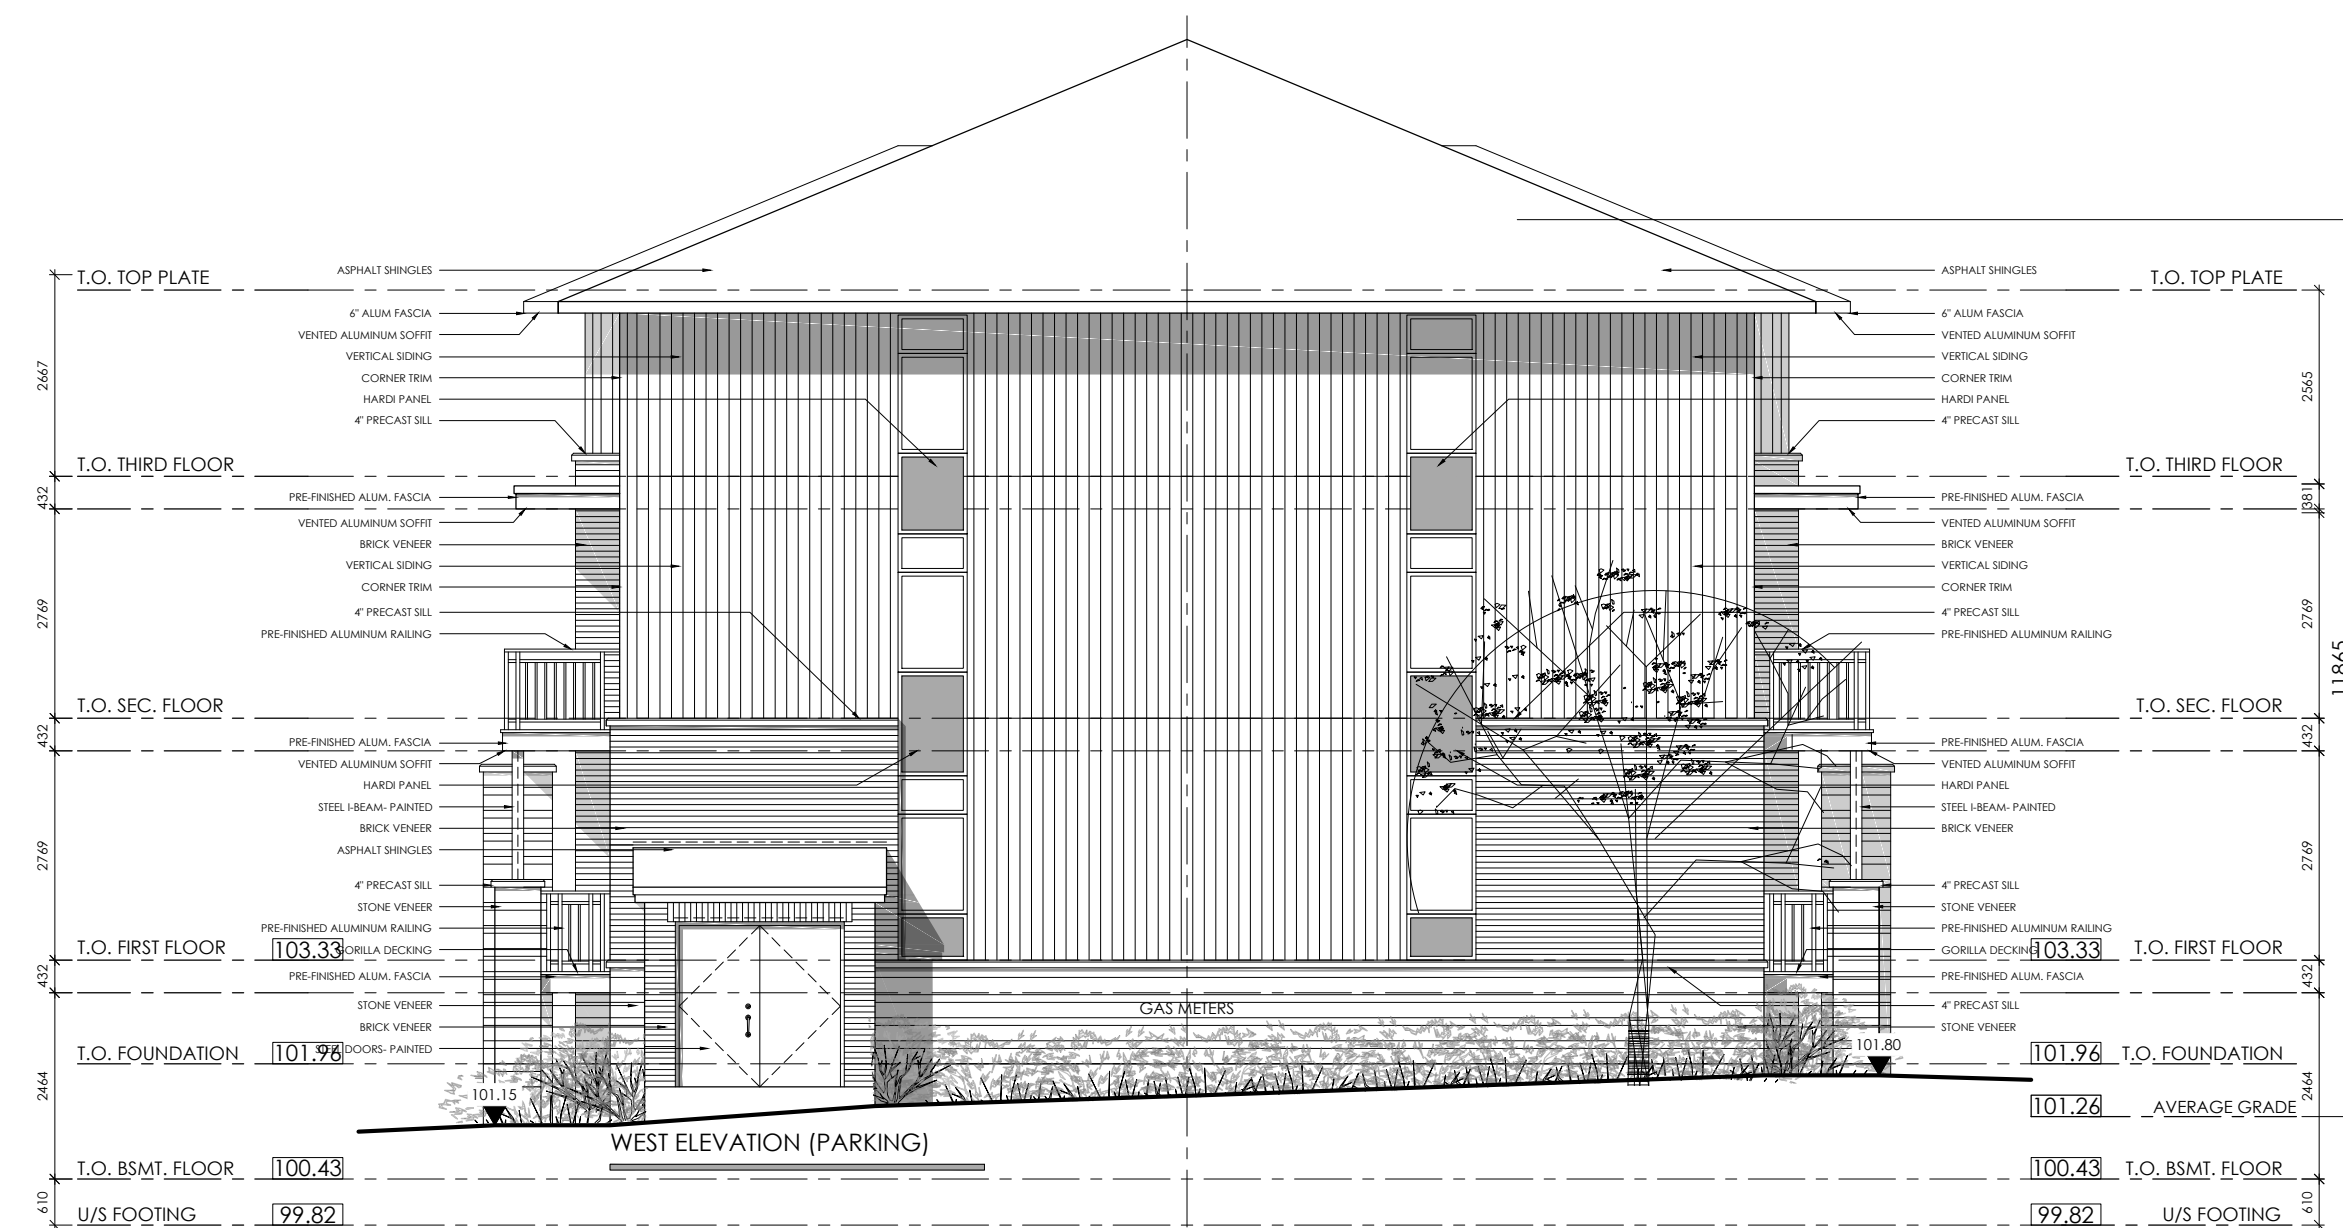 T.O. TOP PLATE
ASPHALT SHINGLES
6" ALUM FASCIA
VENTED ALUMINUM SOFFIT
VERTICAL SIDING
CORNER TRIM
HARDI PANEL
4" PRECAST SILL
2667
T.O. THIRD FLOOR
432
PRE-FINISHED ALUM. FASCIA
VENTED ALUMINUM SOFFIT
BRICK VENEER
VERTICAL SIDING
CORNER TRIM
4" PRECAST SILL
PRE-FINISHED ALUMINUM RAILING
2769
T.O. SEC. FLOOR
432
PRE-FINISHED ALUM. FASCIA
VENTED ALUMINUM SOFFIT
HARDI PANEL
STEEL I-BEAM- PAINTED
BRICK VENEER
ASPHALT SHINGLES
2769
4" PRECAST SILL
STONE VENEER
PRE-FINISHED ALUMINUM RAILING
T.O. FIRST FLOOR 103.33
GORILLA DECKING
432
PRE-FINISHED ALUM. FASCIA
STONE VENEER
BRICK VENEER
T.O. FOUNDATION 101.96
STEEL DOORS- PAINTED
2464
101.15
T.O. BSMT. FLOOR 100.43
610
U/S FOOTING 99.82
GAS METERS
WEST ELEVATION (PARKING)
ASPHALT SHINGLES
T.O. TOP PLATE
6" ALUM FASCIA
VENTED ALUMINUM SOFFIT
VERTICAL SIDING
CORNER TRIM
HARDI PANEL
4" PRECAST SILL
2565
T.O. THIRD FLOOR
381
PRE-FINISHED ALUM. FASCIA
VENTED ALUMINUM SOFFIT
BRICK VENEER
VERTICAL SIDING
CORNER TRIM
4" PRECAST SILL
PRE-FINISHED ALUMINUM RAILING
2769
11865
T.O. SEC. FLOOR
432
PRE-FINISHED ALUM. FASCIA
VENTED ALUMINUM SOFFIT
HARDI PANEL
STEEL I-BEAM- PAINTED
BRICK VENEER
2769
4" PRECAST SILL
STONE VENEER
PRE-FINISHED ALUMINUM RAILING
GORILLA DECKING
103.33 T.O. FIRST FLOOR
432
PRE-FINISHED ALUM. FASCIA
4" PRECAST SILL
STONE VENEER
101.80
101.96 T.O. FOUNDATION
2464
101.26 AVERAGE GRADE
100.43 T.O. BSMT. FLOOR
610
99.82 U/S FOOTING